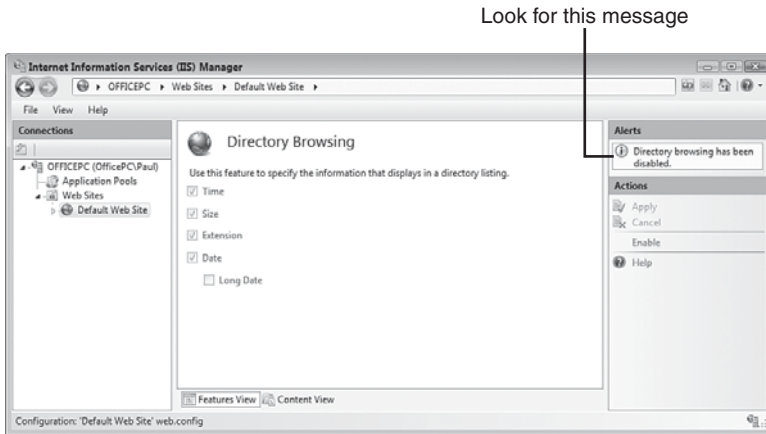 Look for this message
Internet Information Services (IIS) Manager
OFFICEPC ▸ Web Sites ▸ Default Web Site ▸
File View Help
Connections
OFFICEPC (OfficePC\Paul)
Application Pools
Web Sites
Default Web Site
Directory Browsing
Use this feature to specify the information that displays in a directory listing.
Time
Size
Extension
Date
Long Date
Features View Content View
Alerts
Directory browsing has been
disabled.
Actions
Apply
Cancel
Enable
Help
Configuration: 'Default Web Site' web.config